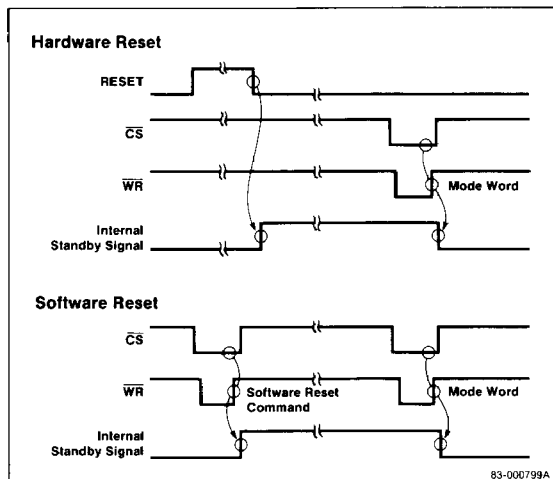 Hardware Reset
RESET
CS
WR
Mode Word
Internal
Standby Signal
Software Reset
CS
WR
Software Reset
Command
Mode Word
Internal
Standby Signal
83-000799A